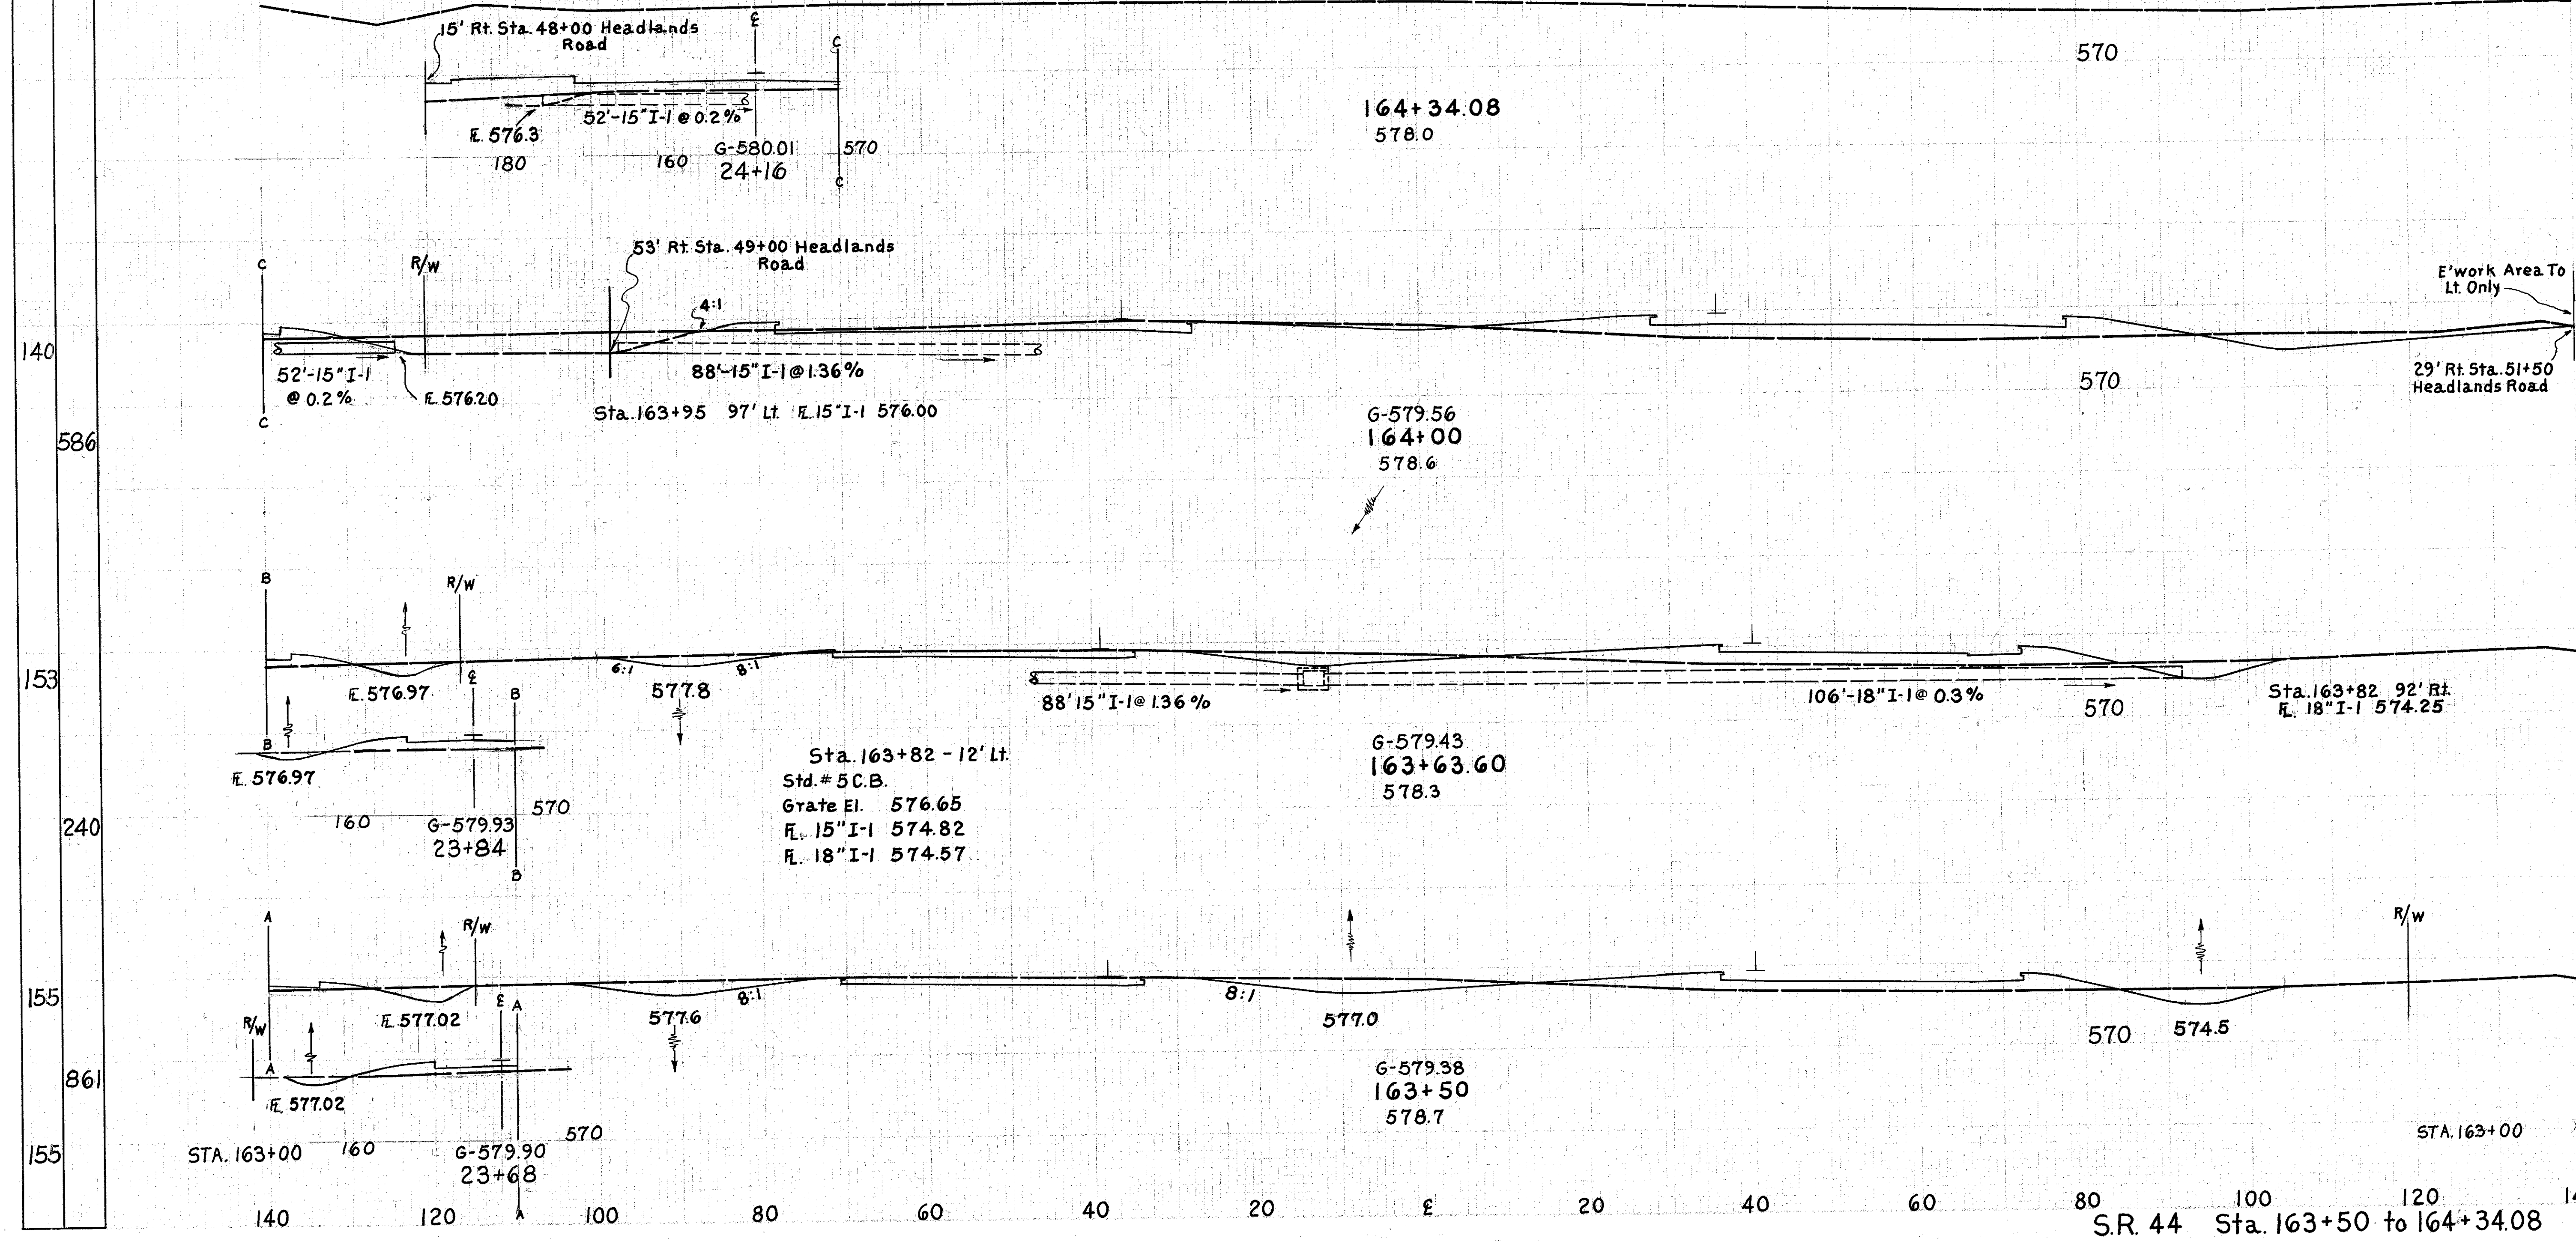 15' Rt. Sta. 48+00 Headlands
Road
℄
C
570
52'-15" I-1 @ 0.2%
FL. 576.3
180
160
G-580.01
570
24+16
C
164+34.08
578.0
53' Rt. Sta. 49+00 Headlands
Road
C
R/W
4:1
E'work Area To
Lt. Only
140
52'-15" I-1
@ 0.2%
FL. 576.20
88'-15" I-1 @ 1.36%
Sta. 163+95 97' Lt. FL. 15" I-1 576.00
570
29' Rt. Sta. 51+50
Headlands Road
C
G-579.56
164+00
578.6
586
B
R/W
153
FL. 576.97
℄
B
6:1
8:1
577.8
88' 15" I-1 @ 1.36%
106'-18" I-1 @ 0.3%
570
Sta. 163+82 92' Rt.
FL. 18" I-1 574.25
B
FL. 576.97
G-579.43
163+63.60
578.3
Sta. 163+82 - 12' Lt.
Std. # 5 C.B.
Grate El. 576.65
FL. 15" I-1 574.82
FL. 18" I-1 574.57
240
160
G-579.93
570
23+84
B
A
R/W
R/W
155
FL. 577.02
℄
A
8:1
577.6
8:1
577.0
570
574.5
R/W
A
FL. 577.02
861
G-579.38
163+50
578.7
155
STA. 163+00
160
G-579.90
570
23+68
STA. 163+00
A
140
120
100
80
60
40
20
℄
20
40
60
80
100
120
S.R. 44 Sta. 163+50 to 164+34.08